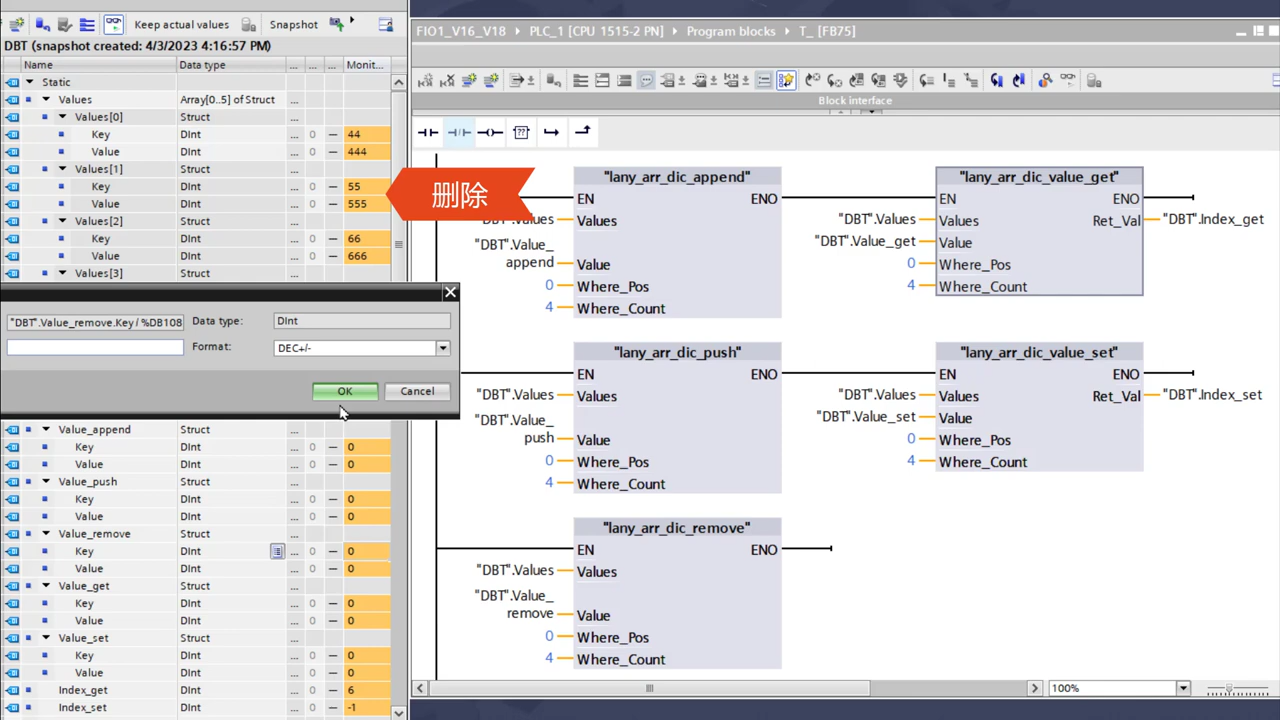 Keep actual values
Snapshot
DBT (snapshot created: 4/3/2023 4:16:57 PM)
Name Data type ... ... ... Monit...
Static
Values Array[0..5] of Struct ...
Values[0] Struct ...
Key DInt ... 0 44
Value DInt ... 0 444
Values[1] Struct ...
Key DInt ... 0 55
Value DInt ... 0 555
Values[2] Struct ...
Key DInt ... 0 66
Value DInt ... 0 666
Values[3] Struct ...
删除
"DBT".Value_remove.Key / %DB108
Data type: DInt
Format: DEC+/-
OK Cancel
Value_append Struct ...
Key DInt ... 0 0
Value DInt ... 0 0
Value_push Struct ...
Key DInt ... 0 0
Value DInt ... 0 0
Value_remove Struct ...
Key DInt ... 0 0
Value DInt ... 0 0
Value_get Struct ...
Key DInt ... 0 0
Value DInt ... 0 0
Value_set Struct ...
Key DInt ... 0 0
Value DInt ... 0 0
Index_get DInt ... 0 6
Index_set DInt ... 0 -1
FIO1_V16_V18 PLC_1 [CPU 1515-2 PN] Program blocks T_ [FB75]
Block interface
??
"lany_arr_dic_append"
EN ENO
Values
"DBT".Value_
append Value
0 Where_Pos
4 Where_Count
"lany_arr_dic_value_get"
EN ENO
"DBT".Values Values Ret_Val "DBT".Index_get
"DBT".Value_get Value
0 Where_Pos
4 Where_Count
"lany_arr_dic_push"
EN ENO
"DBT".Values Values
"DBT".Value_
push Value
0 Where_Pos
4 Where_Count
"lany_arr_dic_value_set"
EN ENO
"DBT".Values Values Ret_Val "DBT".Index_set
"DBT".Value_set Value
0 Where_Pos
4 Where_Count
"lany_arr_dic_remove"
EN ENO
"DBT".Values Values
"DBT".Value_
remove Value
0 Where_Pos
4 Where_Count
100%